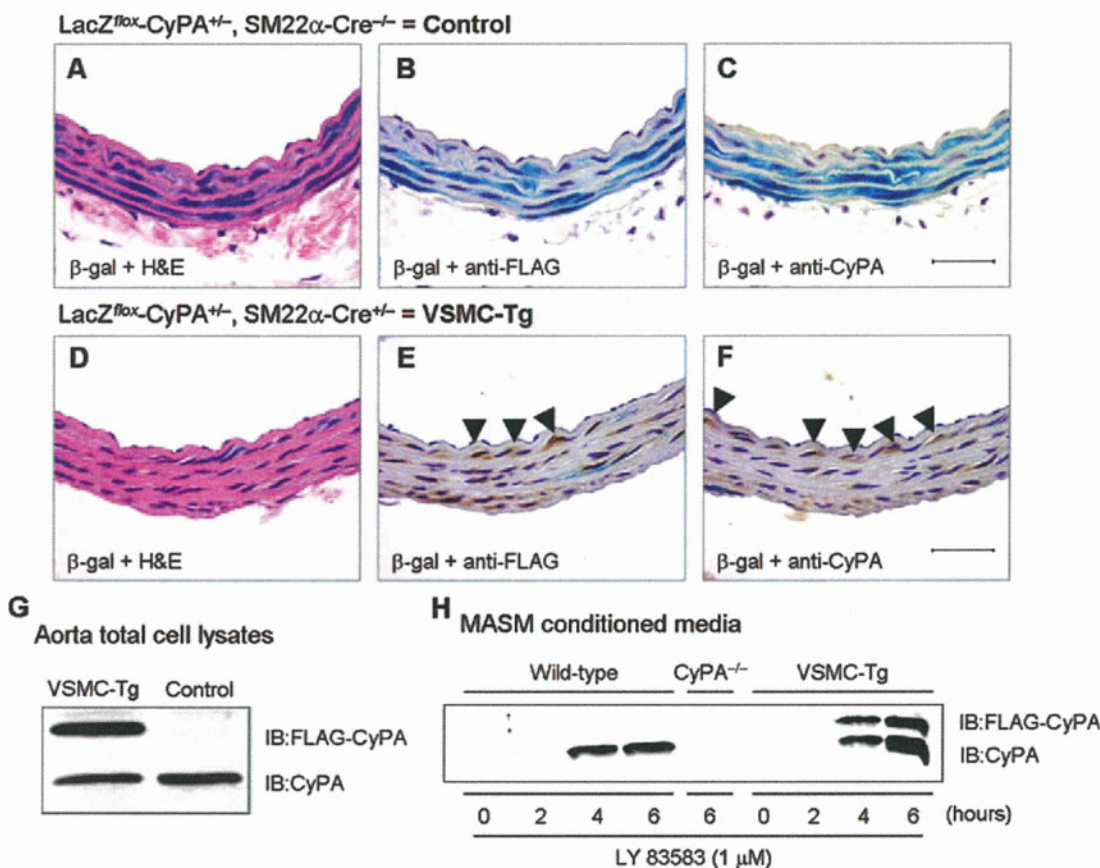 LacZflox-CyPA+/–, SM22α-Cre–/– = Control
A
B
C
β-gal + H&E
β-gal + anti-FLAG
β-gal + anti-CyPA
LacZflox-CyPA+/–, SM22α-Cre+/– = VSMC-Tg
D
E
F
β-gal + H&E
β-gal + anti-FLAG
β-gal + anti-CyPA
G
Aorta total cell lysates
VSMC-Tg Control
IB:FLAG-CyPA
IB:CyPA
H
MASM conditioned media
Wild-type CyPA–/– VSMC-Tg
IB:FLAG-CyPA
IB:CyPA
0 2 4 6 6 0 2 4 6 (hours)
LY 83583 (1 μM)